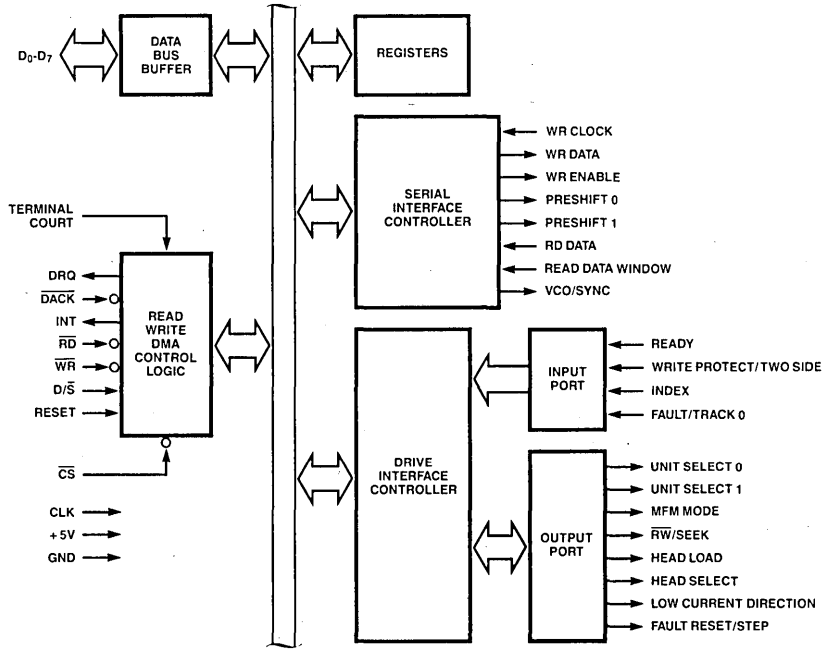 D0-D7
DATA
BUS
BUFFER
REGISTERS
SERIAL
INTERFACE
CONTROLLER
WR CLOCK
WR DATA
WR ENABLE
PRESHIFT 0
PRESHIFT 1
RD DATA
READ DATA WINDOW
VCO/SYNC
TERMINAL
COURT
DRQ
DACK
INT
RD
WR
D/S
RESET
READ
WRITE
DMA
CONTROL
LOGIC
CS
CLK
+5V
GND
DRIVE
INTERFACE
CONTROLLER
INPUT
PORT
READY
WRITE PROTECT/TWO SIDE
INDEX
FAULT/TRACK 0
OUTPUT
PORT
UNIT SELECT 0
UNIT SELECT 1
MFM MODE
RW/SEEK
HEAD LOAD
HEAD SELECT
LOW CURRENT DIRECTION
FAULT RESET/STEP